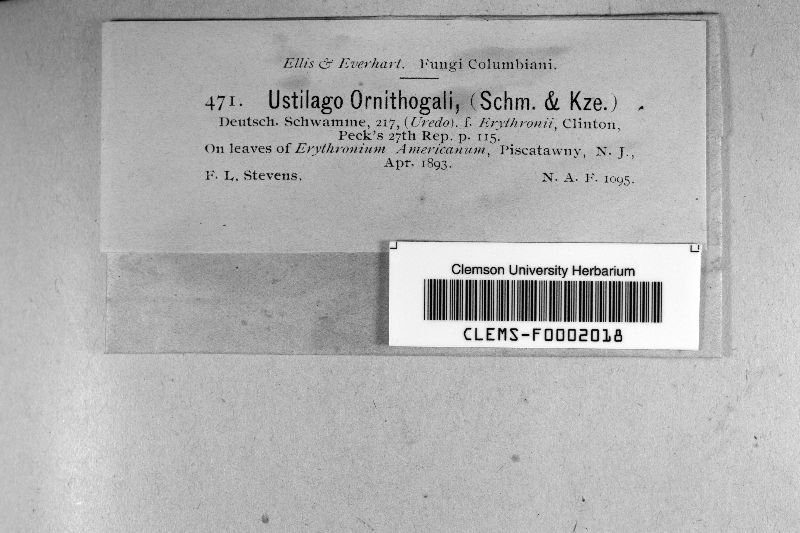 Ellis & Everhart. Fungi Columbiani.
471. Ustilago Ornithogali, (Schm. & Kze.)
Deutsch. Schwamme, 217, (Uredo). f. Erythronii, Clinton,
Peck's 27th Rep. p. 115.
On leaves of Erythronium Americanum, Piscatawny, N. J.,
Apr. 1893.
F. L. Stevens. N. A. F. 1095.
Clemson University Herbarium
CLEMS-F0002018